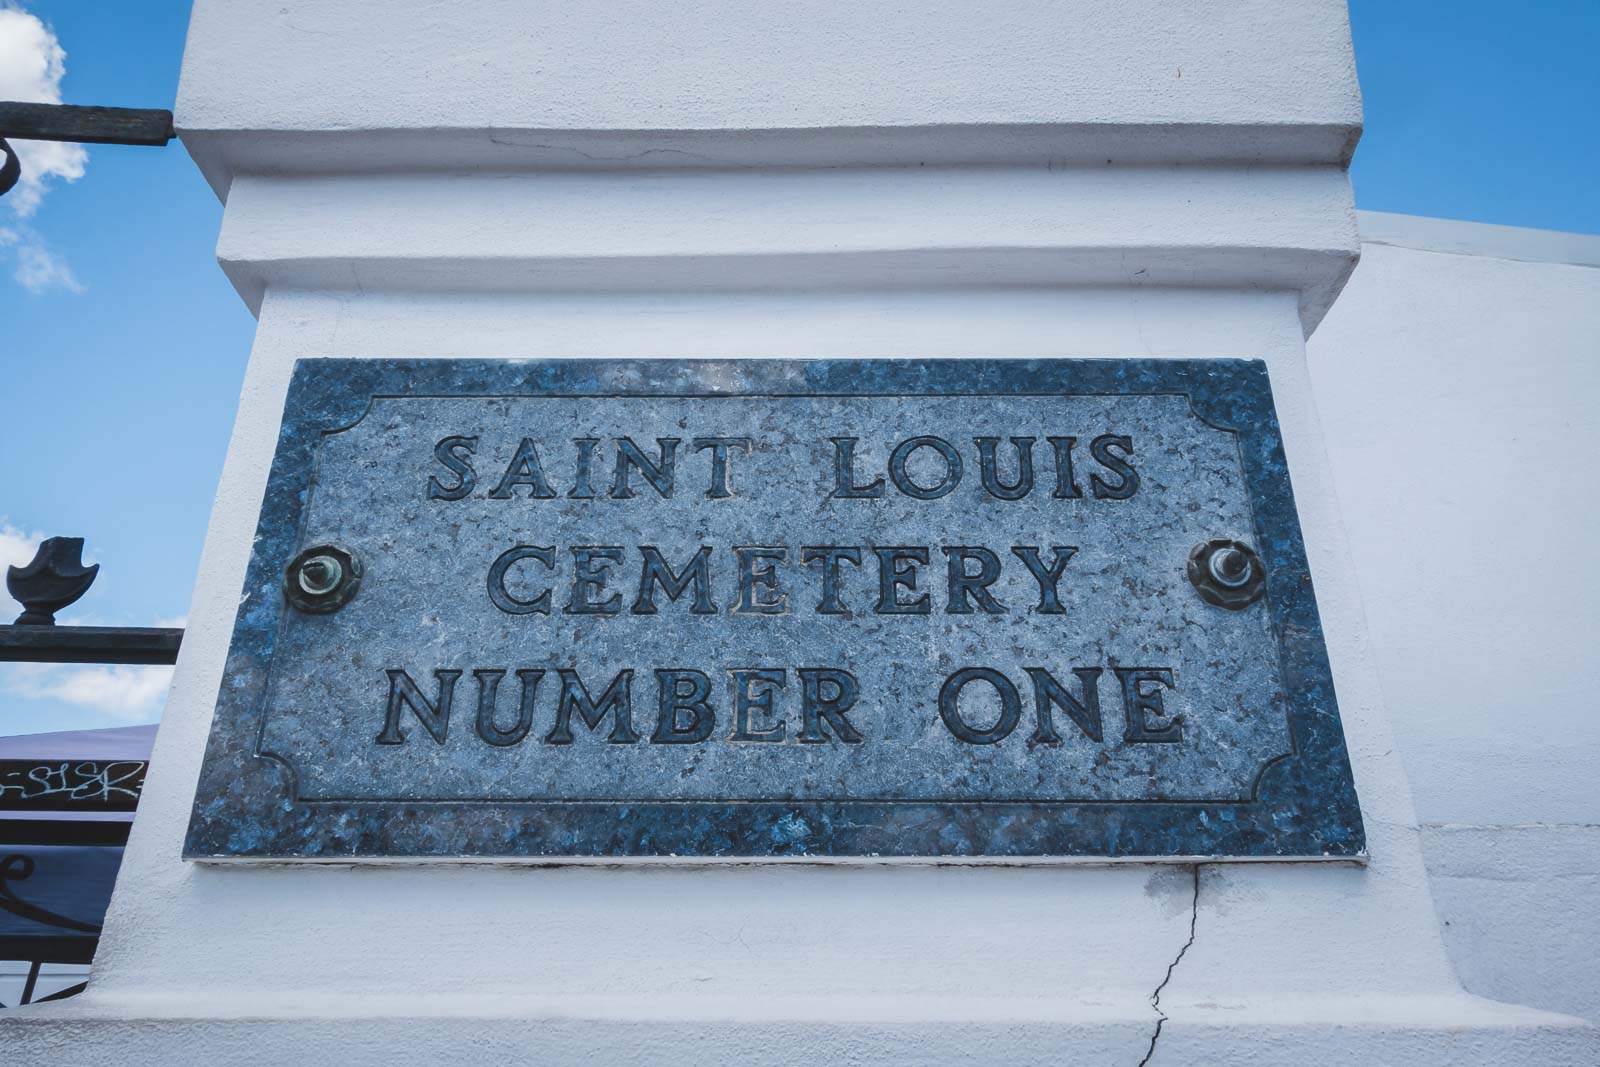 SAINT LOUIS
CEMETERY
NUMBER ONE